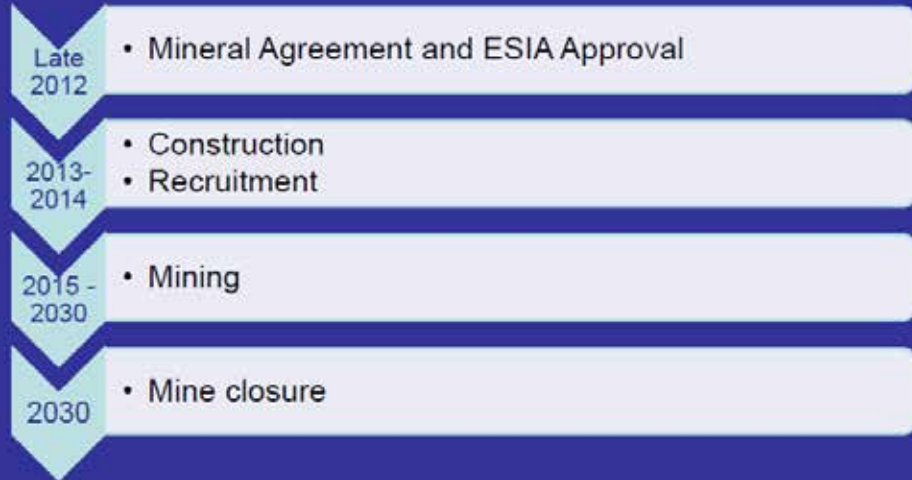 Late
2012
• Mineral Agreement and ESIA Approval
2013-
2014
• Construction
• Recruitment
2015 -
2030
• Mining
2030
• Mine closure